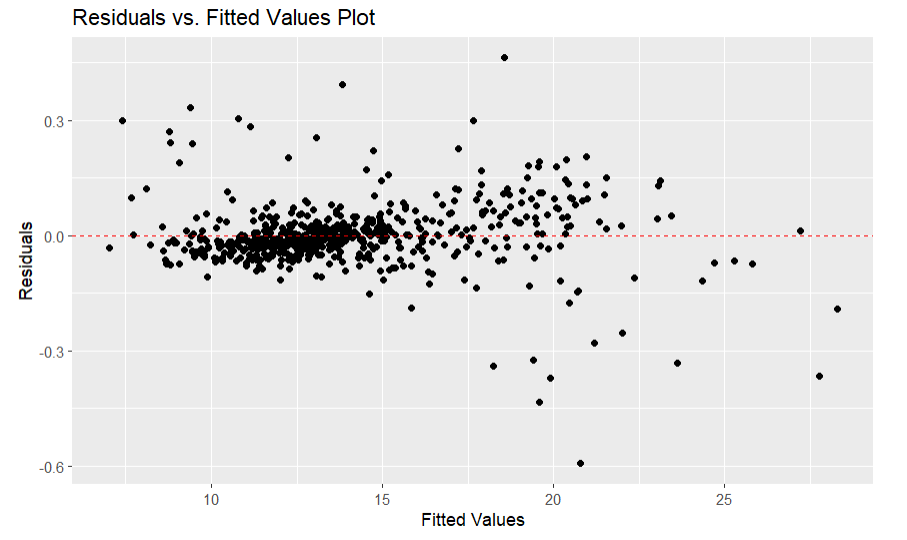 Residuals vs. Fitted Values Plot
0.3
0.0
-0.3
-0.6
Residuals
10 15 20 25
Fitted Values